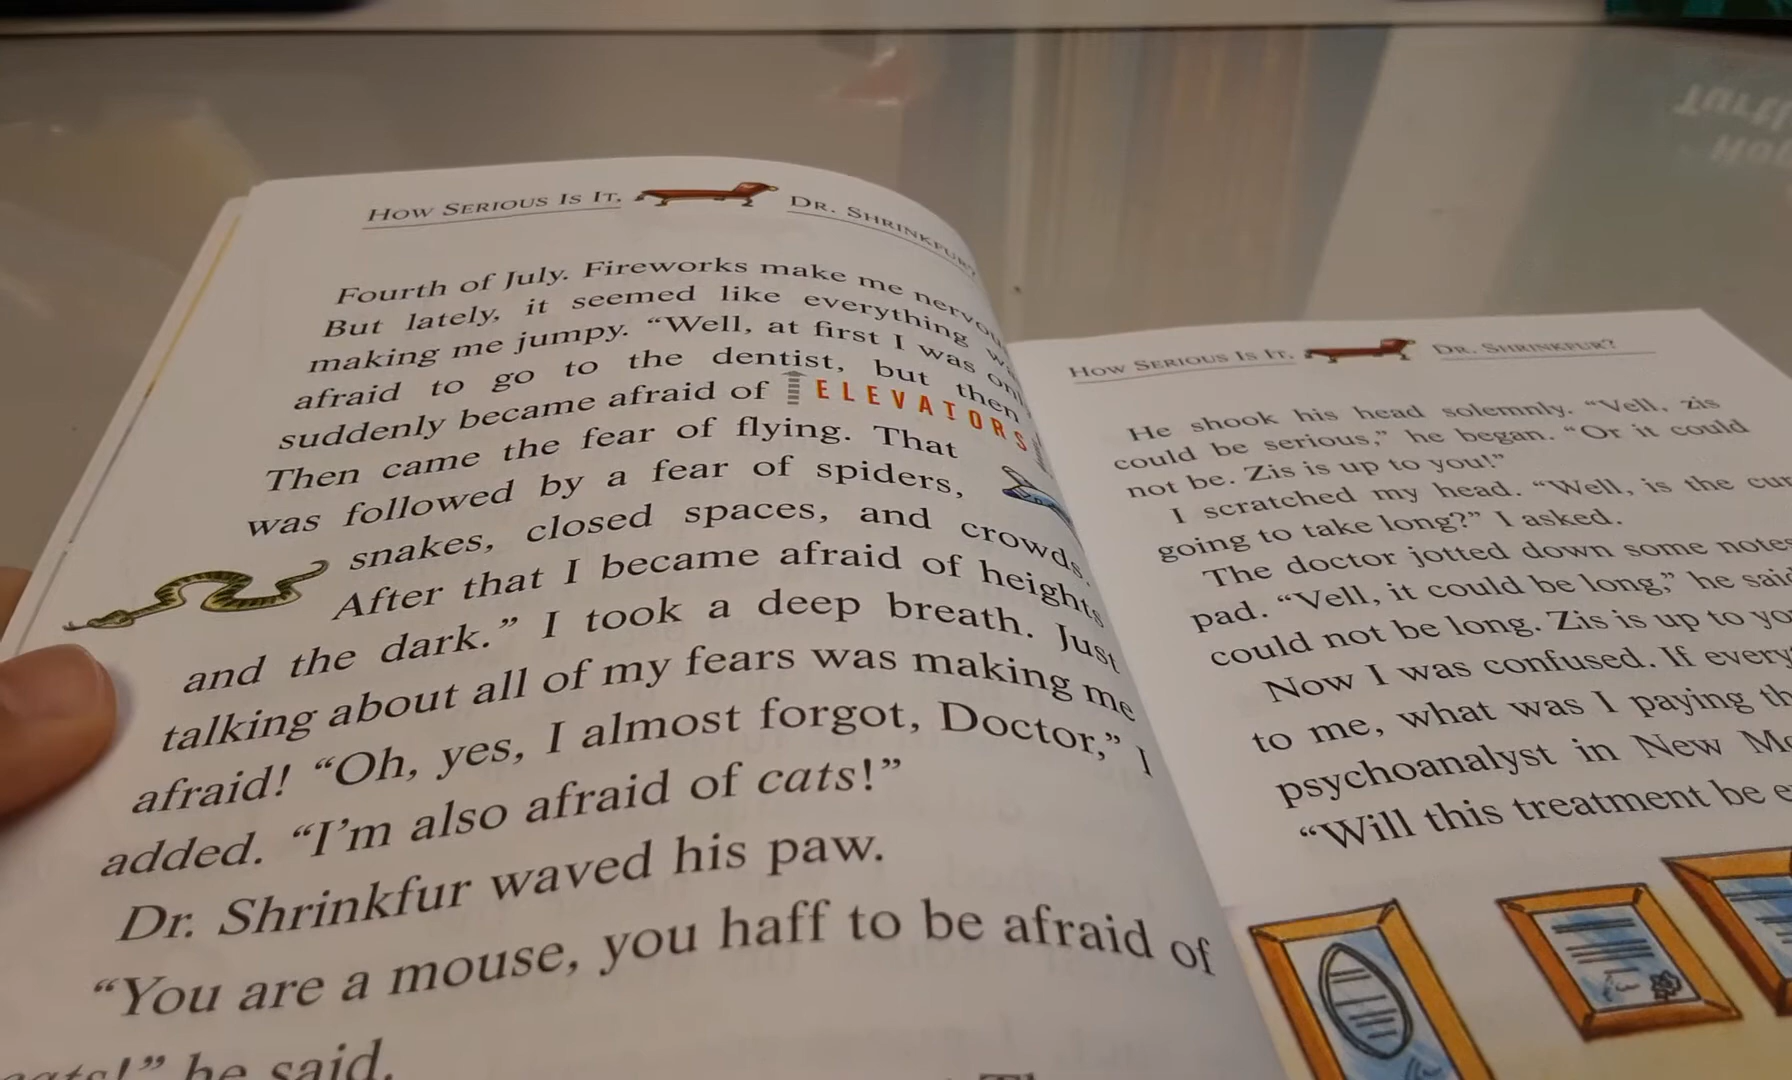 HOW SERIOUS IS IT, DR. SHRINKFUR?
Fourth of July. Fireworks make me
But lately, it seemed like everything
making me jumpy. “Well, at first I was
afraid to go to the dentist, but then
suddenly became afraid of ELEVATORS
Then came the fear of flying. That
was followed by a fear of spiders,
snakes, closed spaces, and crowds.
After that I became afraid of heights
and the dark.” I took a deep breath. Just
talking about all of my fears was making me
afraid! “Oh, yes, I almost forgot, Doctor,” I
added. “I’m also afraid of cats!”
Dr. Shrinkfur waved his paw.
“You are a mouse, you haff to be afraid of
he said.
HOW SERIOUS IS IT, DR. SHRINKFUR?
He shook his head solemnly. “Vell, zis
could be serious,” he began. “Or it could
not be. Zis is up to you!”
I scratched my head. “Well, is the
going to take long?” I asked.
The doctor jotted down some notes
pad. “Vell, it could be long,” he said
could not be long. Zis is up to
Now I was confused. If
to me, what was I paying
psychoanalyst in New
“Will this treatment be